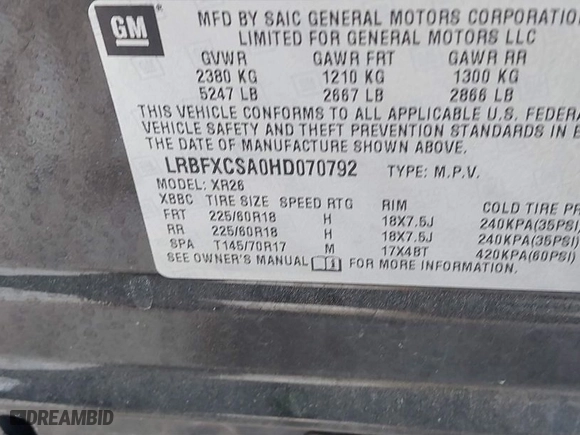 GM
MFD BY SAIC GENERAL MOTORS CORPORATION
LIMITED FOR GENERAL MOTORS LLC
GVWR GAWR FRT GAWR RR
2380 KG 1210 KG 1300 KG
5247 LB 2667 LB 2866 LB
THIS VEHICLE CONFORMS TO ALL APPLICABLE U.S. FEDERA
VEHICLE SAFETY AND THEFT PREVENTION STANDARDS IN E
OF MANUFACTURE SHOWN ABOVE.
LRBFXCSA0HD070792 TYPE: M.P.V.
MODEL: XR26
XBBC TIRE SIZE SPEED RTG RIM COLD TIRE PR
FRT 225/60R18 H 18X7.5J 240KPA(35PSI)
RR 225/60R18 H 18X7.5J 240KPA(35PSI)
SPA T145/70R17 M 17X4BT 420KPA(60PSI)
SEE OWNER'S MANUAL FOR MORE INFORMATION.
DREAMBID